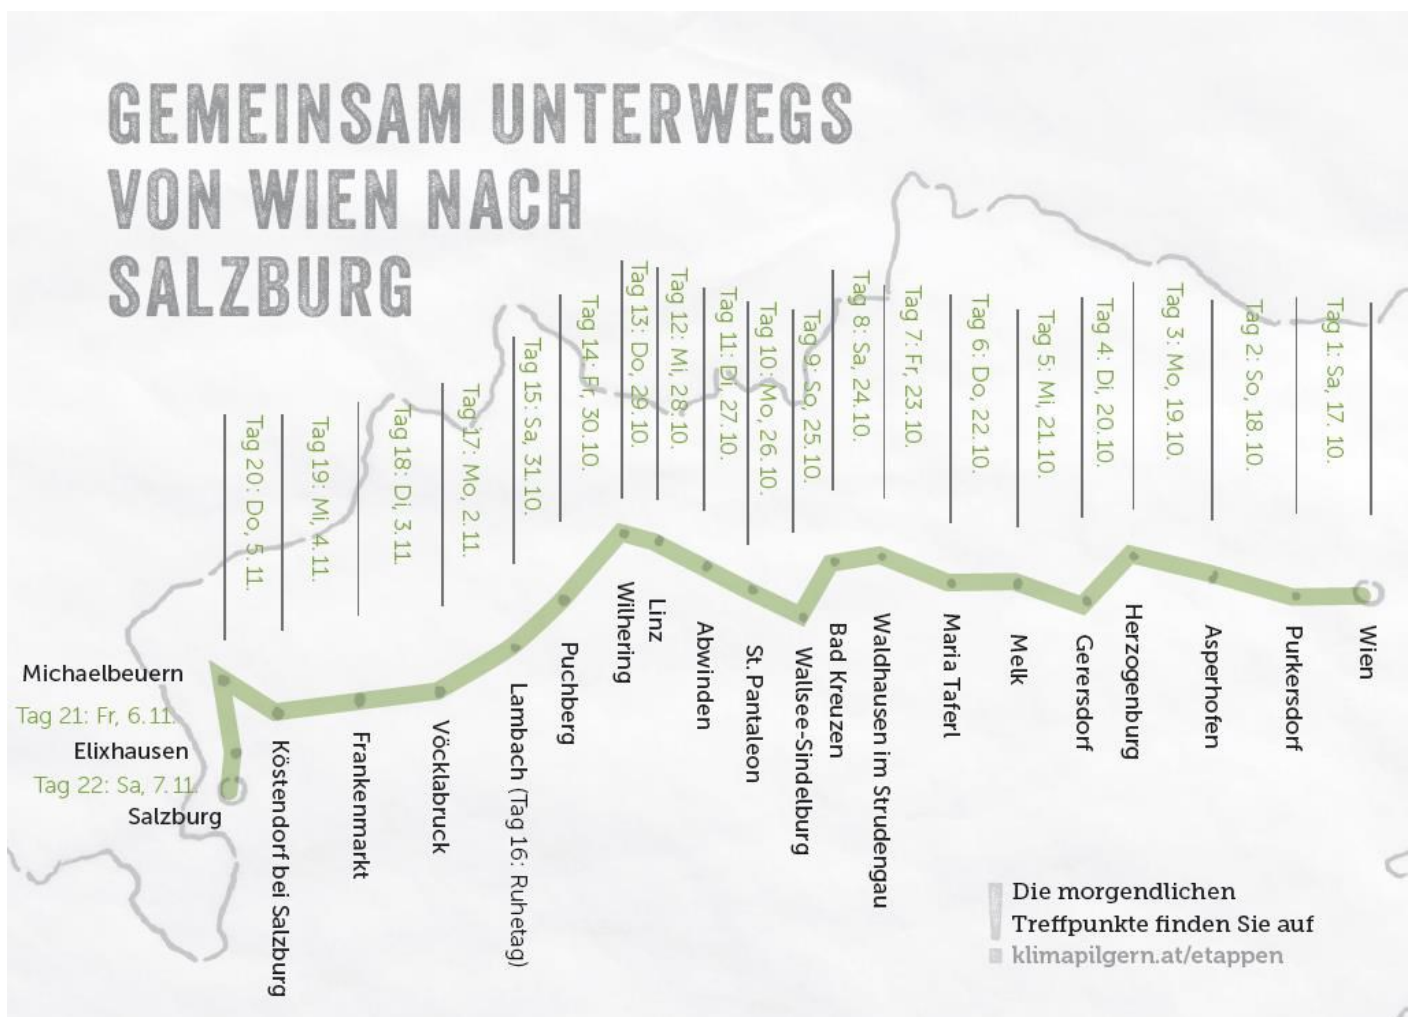 GEMEINSAM UNTERWEGS
VON WIEN NACH
SALZBURG
Tag 20: Do, 5.11.
Tag 19: Mi, 4.11.
Tag 18: Di, 3.11.
Tag 17: Mo, 2.11.
Tag 15: Sa, 31.10.
Tag 14: Fr, 30.10.
Tag 13: Do, 29.10.
Tag 12: Mi, 28.10.
Tag 11: Di, 27.10.
Tag 10: Mo, 26.10.
Tag 9: So, 25.10.
Tag 8: Sa, 24.10.
Tag 7: Fr, 23.10.
Tag 6: Do, 22.10.
Tag 5: Mi, 21.10.
Tag 4: Di, 20.10.
Tag 3: Mo, 19.10.
Tag 2: So, 18.10.
Tag 1: Sa, 17. 10.
Michaelbeuern
Tag 21: Fr, 6.11.
Elixhausen
Tag 22: Sa, 7.11.
Salzburg
Köstendorf bei Salzburg
Frankenmarkt
Vöcklabruck
Lambach (Tag 16: Ruhetag)
Puchberg
Wilhering
Linz
Abwinden
St. Pantaleon
Wallsee-Sindelburg
Bad Kreuzen
Waldhausen im Strudengau
Maria Taferl
Melk
Gerersdorf
Herzogenburg
Asperhofen
Purkersdorf
Wien
Die morgendlichen
Treffpunkte finden Sie auf
klimapilgern.at/etappen